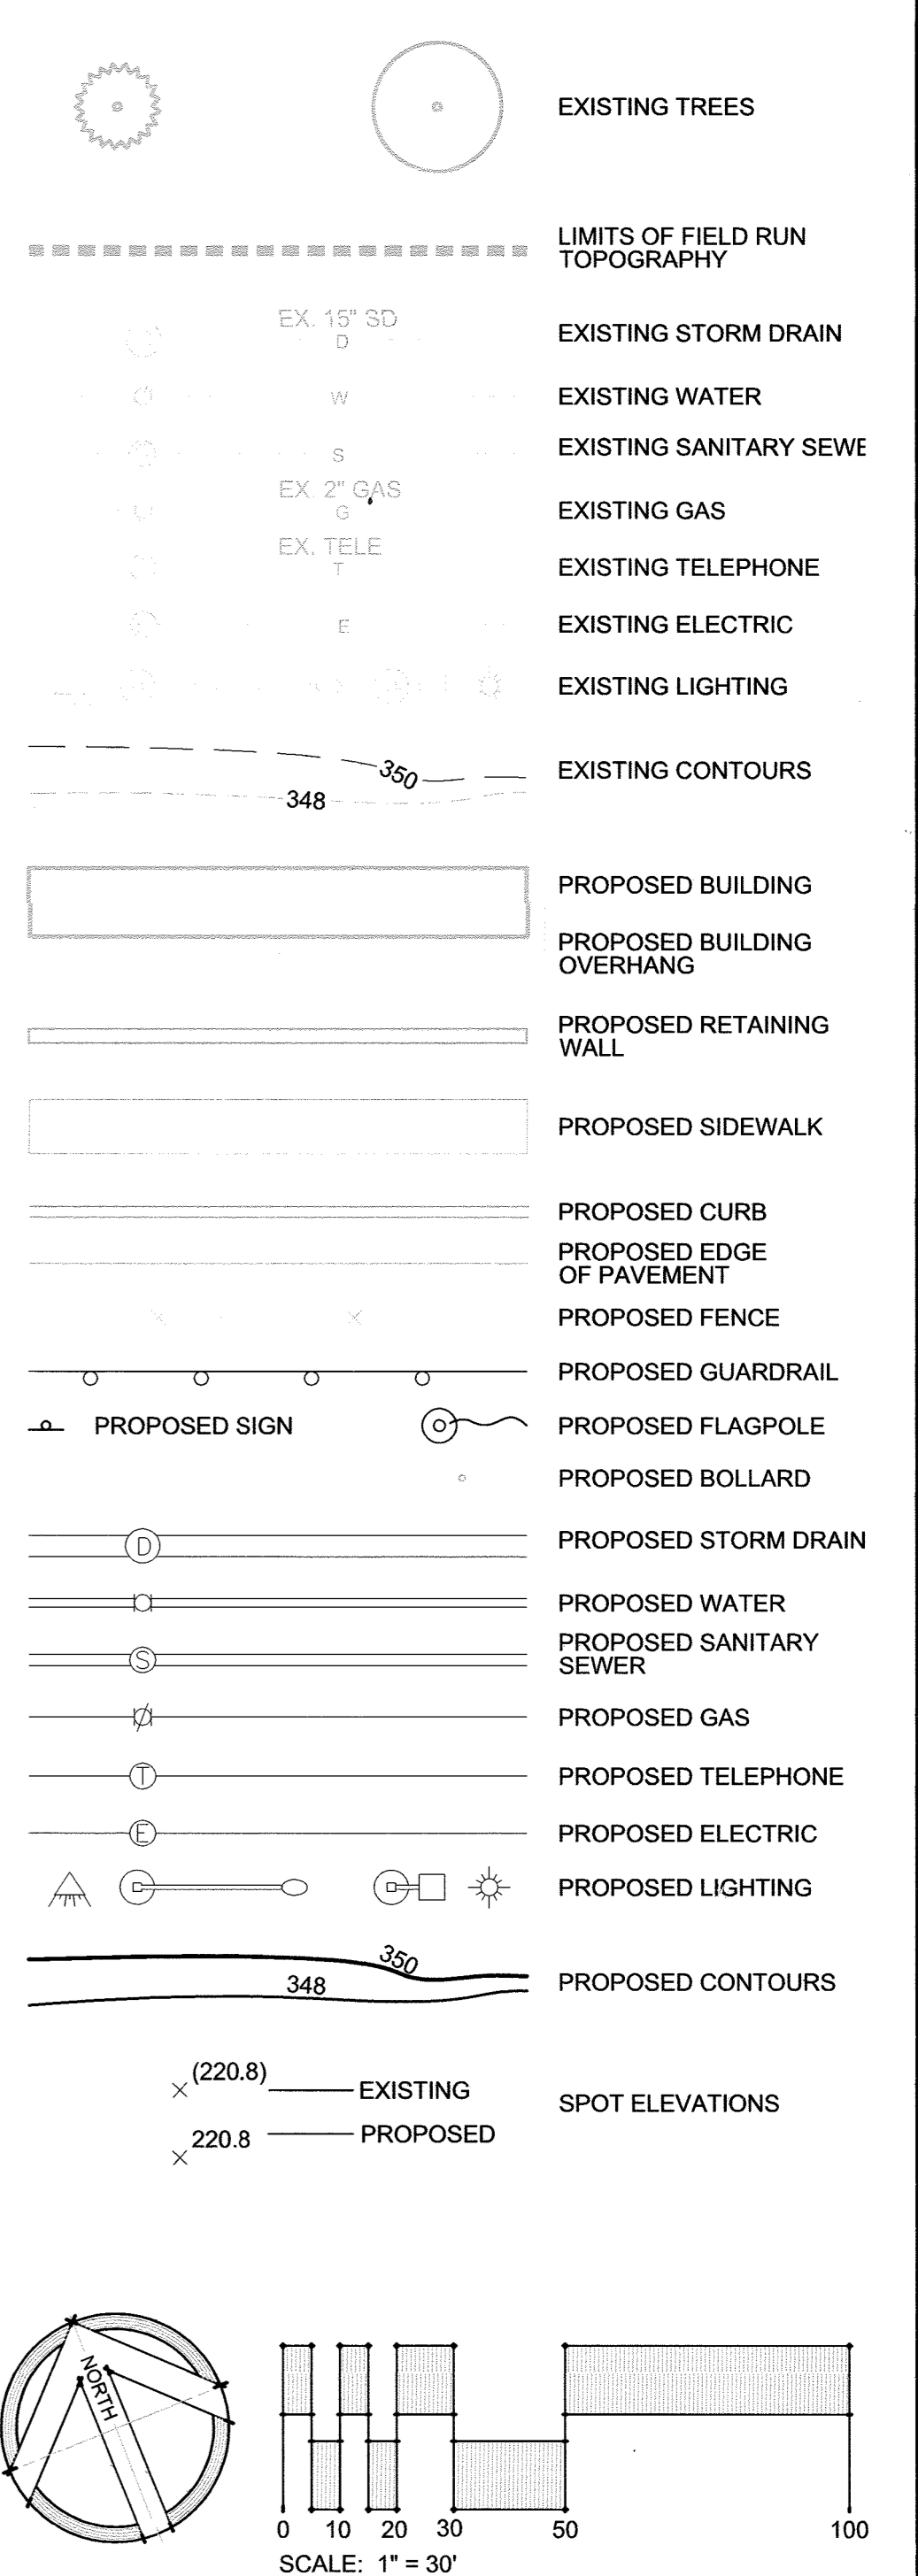 EXISTING TREES
LIMITS OF FIELD RUN
TOPOGRAPHY
EX. 15" SD
D
EXISTING STORM DRAIN
W
EXISTING WATER
S
EXISTING SANITARY SEWE
EX. 2" GAS
G
EXISTING GAS
EX. TELE
T
EXISTING TELEPHONE
E
EXISTING ELECTRIC
EXISTING LIGHTING
350
348
EXISTING CONTOURS
PROPOSED BUILDING
PROPOSED BUILDING
OVERHANG
PROPOSED RETAINING
WALL
PROPOSED SIDEWALK
PROPOSED CURB
PROPOSED EDGE
OF PAVEMENT
PROPOSED FENCE
PROPOSED GUARDRAIL
PROPOSED SIGN
PROPOSED FLAGPOLE
PROPOSED BOLLARD
D
PROPOSED STORM DRAIN
PROPOSED WATER
S
PROPOSED SANITARY
SEWER
PROPOSED GAS
T
PROPOSED TELEPHONE
E
PROPOSED ELECTRIC
PROPOSED LIGHTING
350
348
PROPOSED CONTOURS
(220.8)
EXISTING
220.8
PROPOSED
SPOT ELEVATIONS
NORTH
0 10 20 30 50 100
SCALE: 1" = 30'